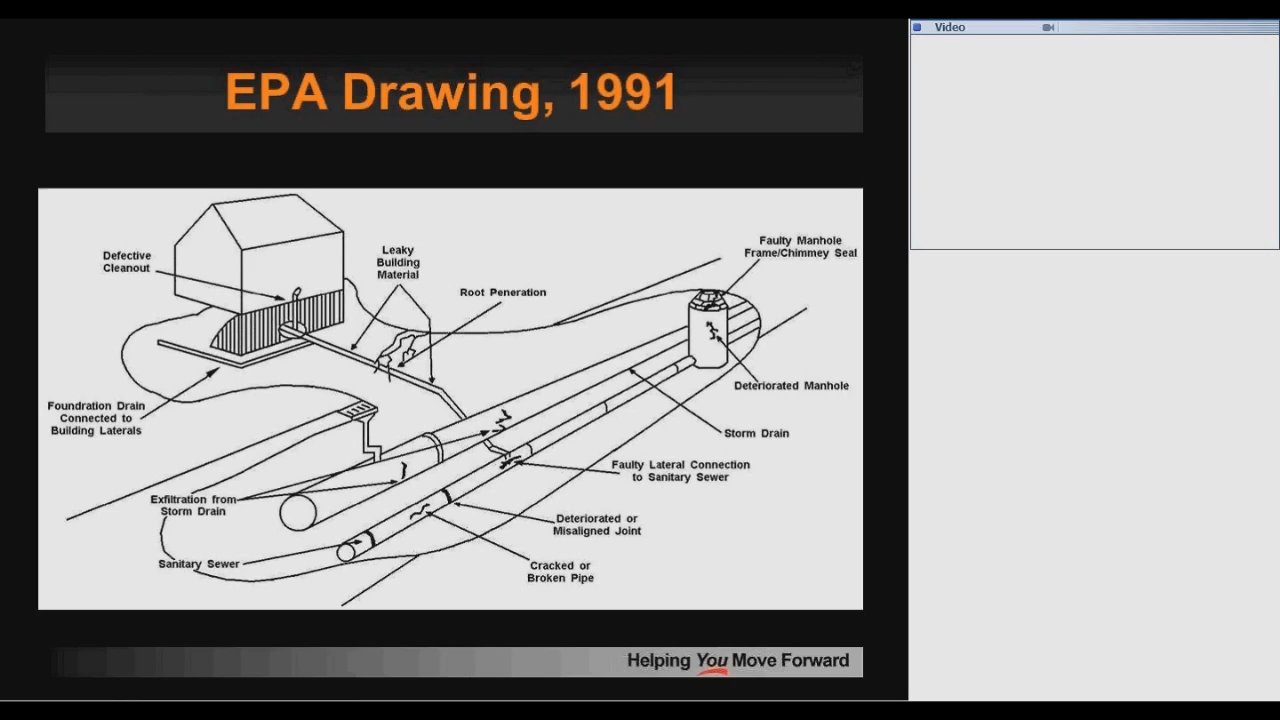 Video
EPA Drawing, 1991
Defective
Cleanout
Leaky
Building
Material
Root Peneration
Faulty Manhole
Frame/Chimmey Seal
Deteriorated Manhole
Foundration Drain
Connected to
Building Laterals
Storm Drain
Faulty Lateral Connection
to Sanitary Sewer
Exfiltration from
Storm Drain
Deteriorated or
Misaligned Joint
Sanitary Sewer
Cracked or
Broken Pipe
Helping You Move Forward